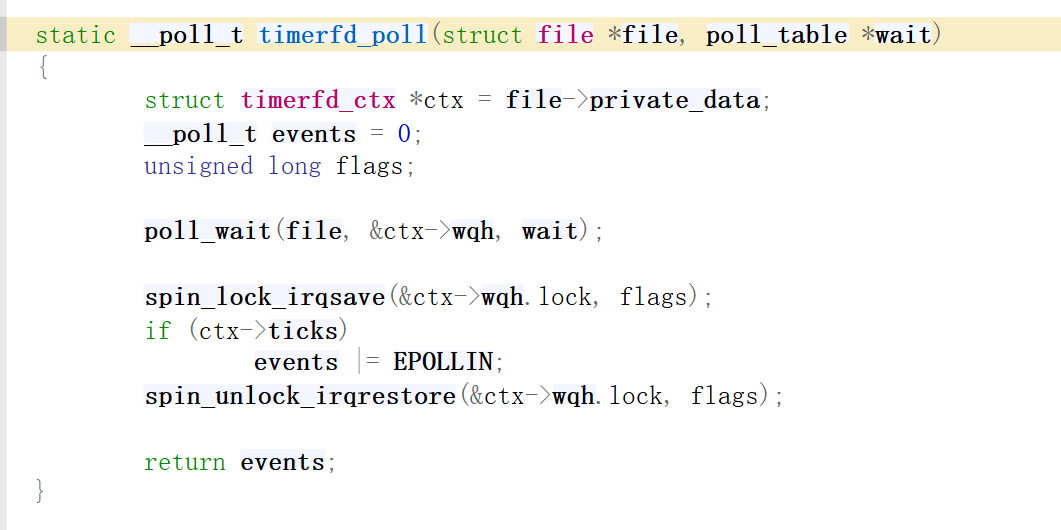 static __poll_t timerfd_poll(struct file *file, poll_table *wait)
{
        struct timerfd_ctx *ctx = file->private_data;
        __poll_t events = 0;
        unsigned long flags;

        poll_wait(file, &ctx->wqh, wait);

        spin_lock_irqsave(&ctx->wqh.lock, flags);
        if (ctx->ticks)
                events |= EPOLLIN;
        spin_unlock_irqrestore(&ctx->wqh.lock, flags);

        return events;
}